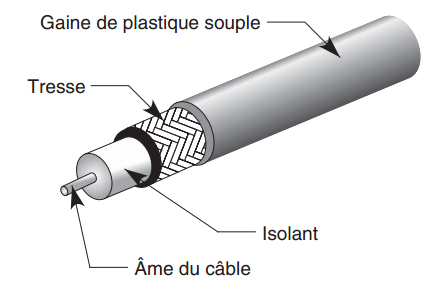 Gaine de plastique souple
Tresse
Isolant
Âme du câble